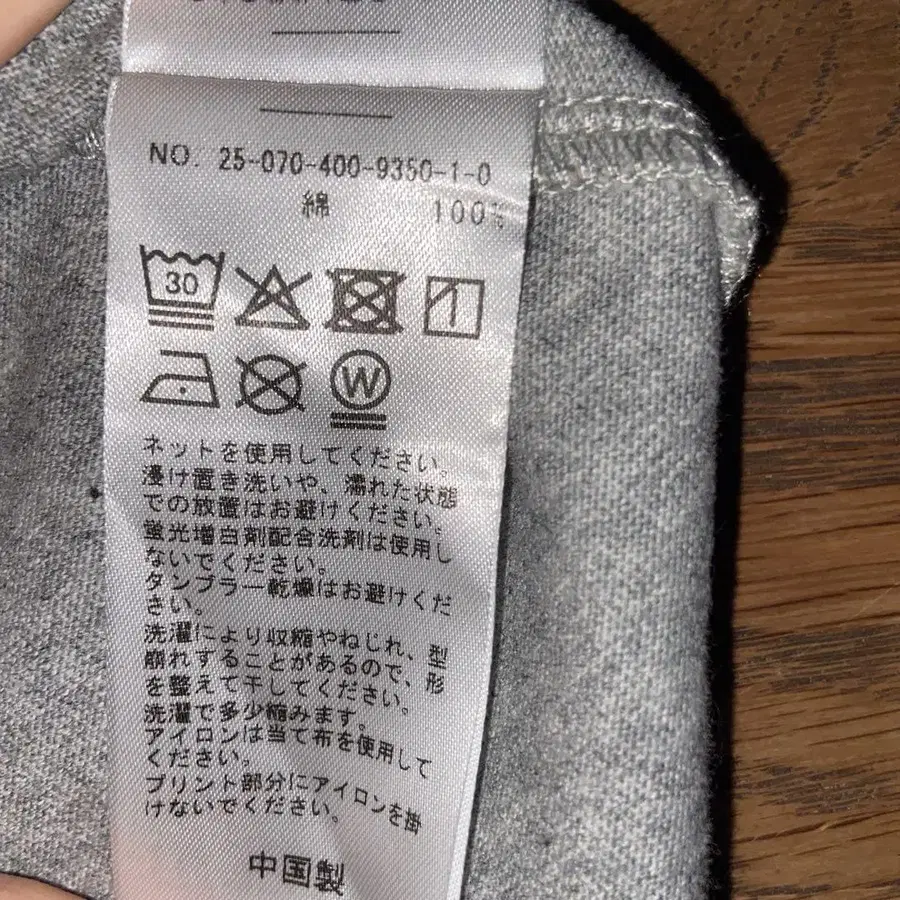 NO. 25-070-400-9350-1-0
綿 100%
30
W
ネットを使用してください。
浸け置き洗いや、濡れた状態
での放置はお避けください。
蛍光増白剤配合洗剤は使用し
ないでください。
タンブラー乾燥はお避けくだ
さい。
洗濯により収縮やねじれ、型
崩れすることがあるので、形
を整えて干してください。
洗濯で多少縮みます。
アイロンは当て布を使用して
ください。
プリント部分にアイロンを掛
けないでください。
中国製